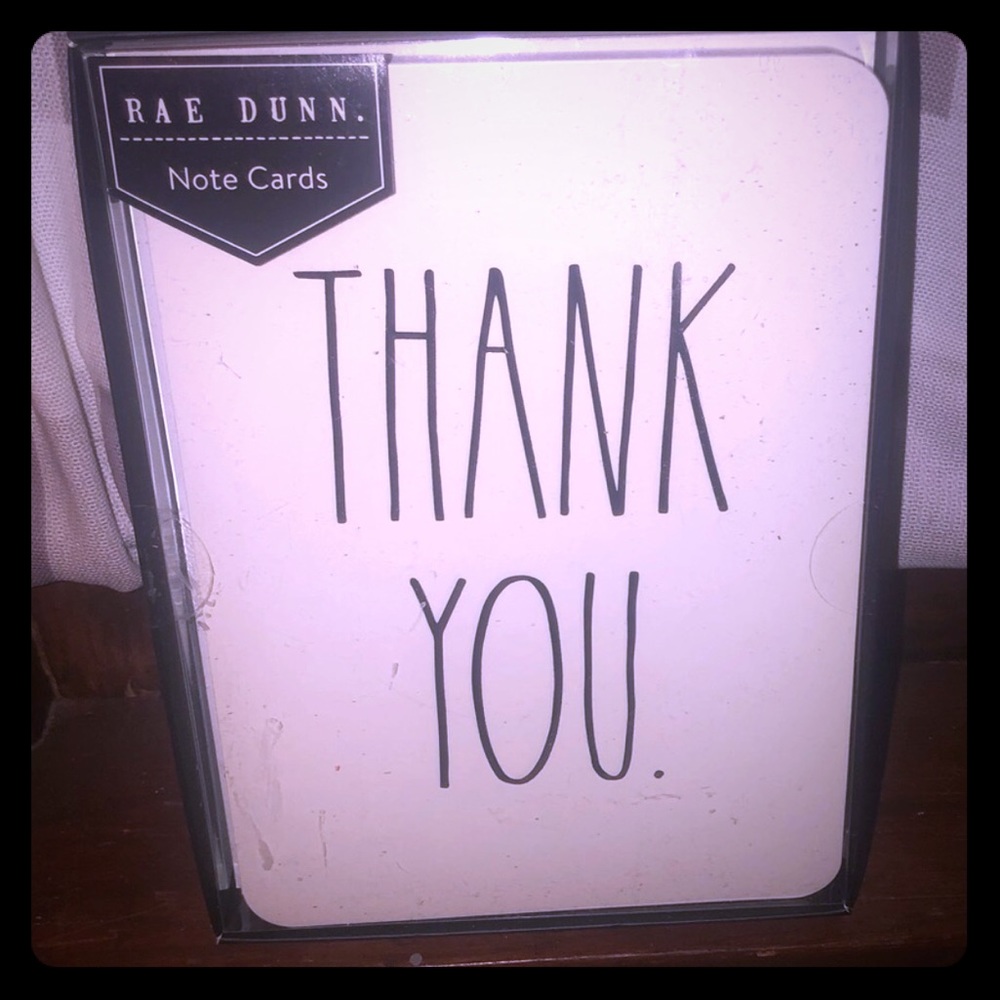 RAE DUNN.
Note Cards
THANK
YOU.